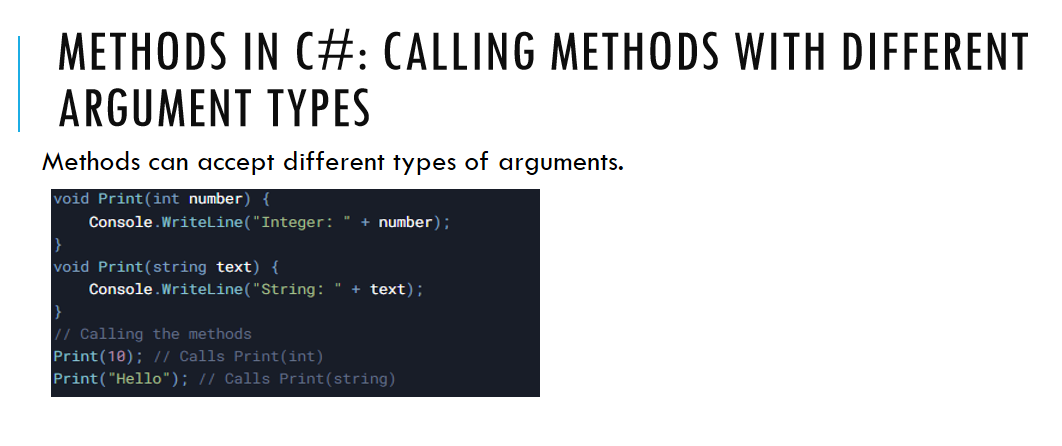 METHODS IN C#: CALLING METHODS WITH DIFFERENT
ARGUMENT TYPES
Methods can accept different types of arguments.
void Print(int number) {
    Console.WriteLine("Integer: " + number);
}
void Print(string text) {
    Console.WriteLine("String: " + text);
}
// Calling the methods
Print(10); // Calls Print(int)
Print("Hello"); // Calls Print(string)